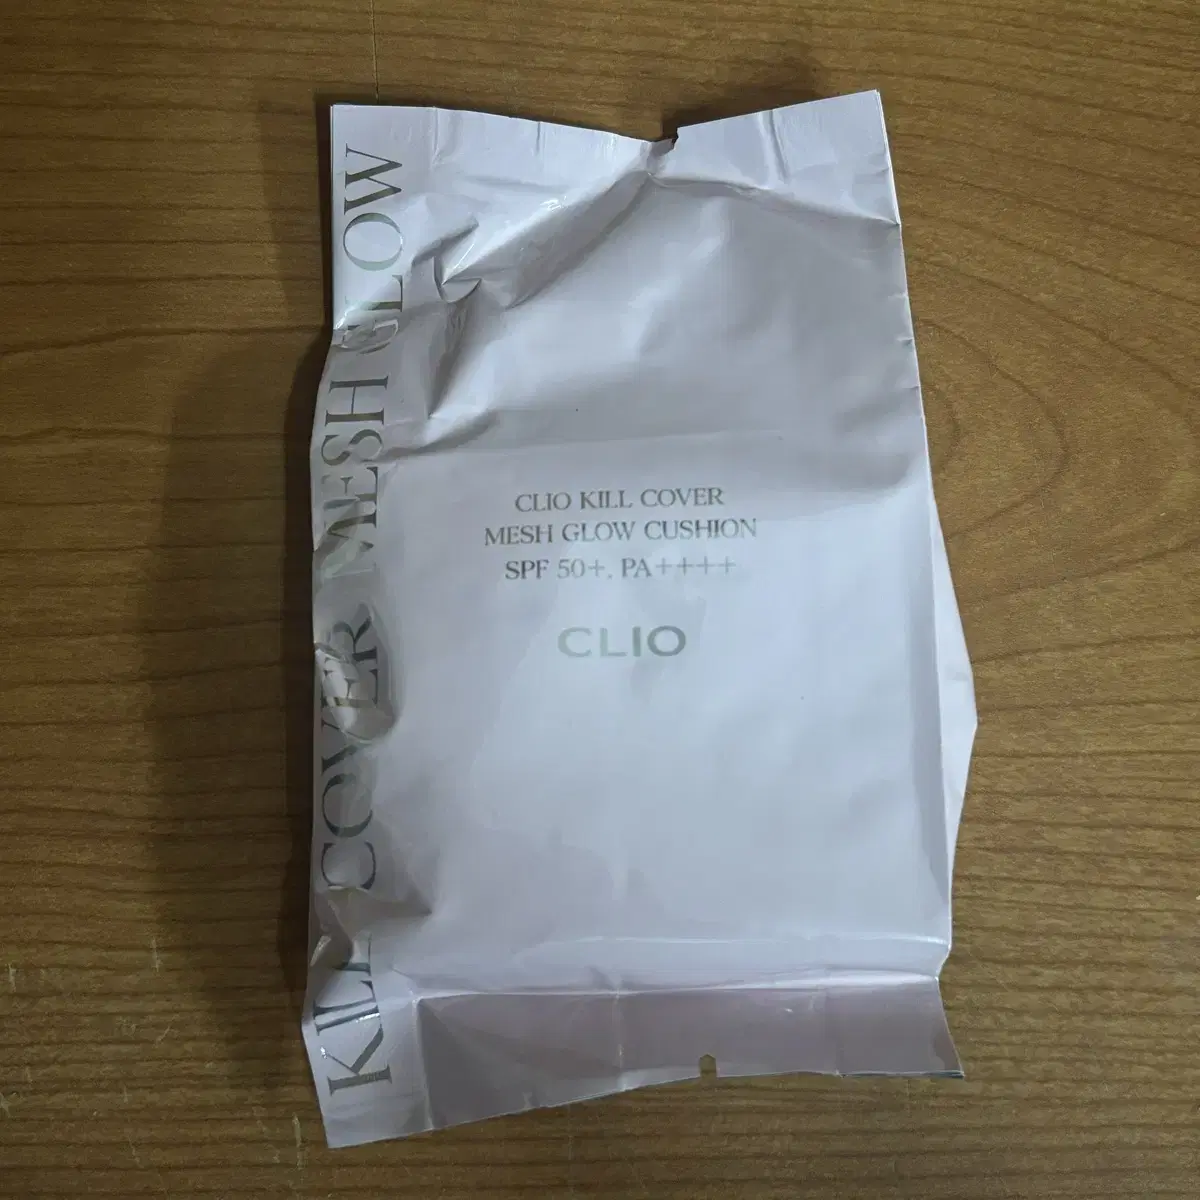 KILL COVER MESH GLOW
CLIO KILL COVER
MESH GLOW CUSHION
SPF 50+, PA++++
CLIO